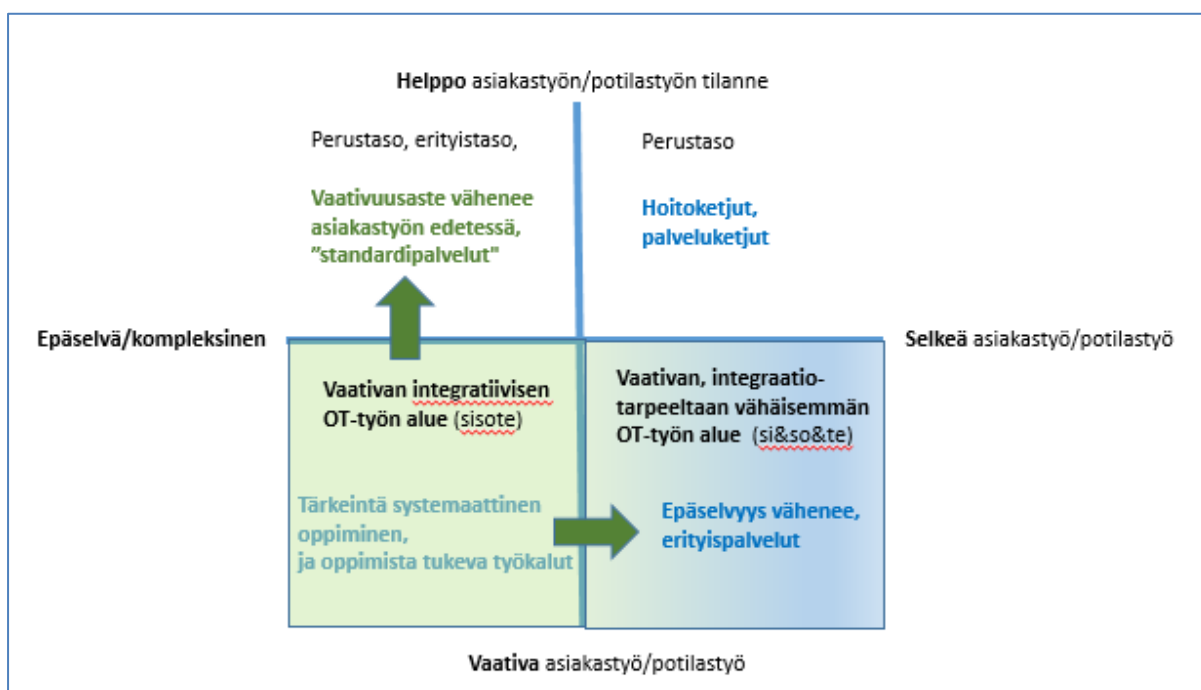 Helppo asiakastyön/potilastyön tilanne
Perustaso, erityistaso,
Vaativuusaste vähenee
asiakastyön edetessä,
”standardipalvelut"
Perustaso
Hoitoketjut,
palveluketjut
Epäselvä/kompleksinen
Selkeä asiakastyö/potilastyö
Vaativan integratiivisen
OT-työn alue (sisote)
Tärkeintä systemaattinen
oppiminen,
ja oppimista tukeva työkalut
Vaativan, integraatio-
tarpeeltaan vähäisemmän
OT-työn alue (si&so&te)
Epäselvyys vähenee,
erityispalvelut
Vaativa asiakastyö/potilastyö